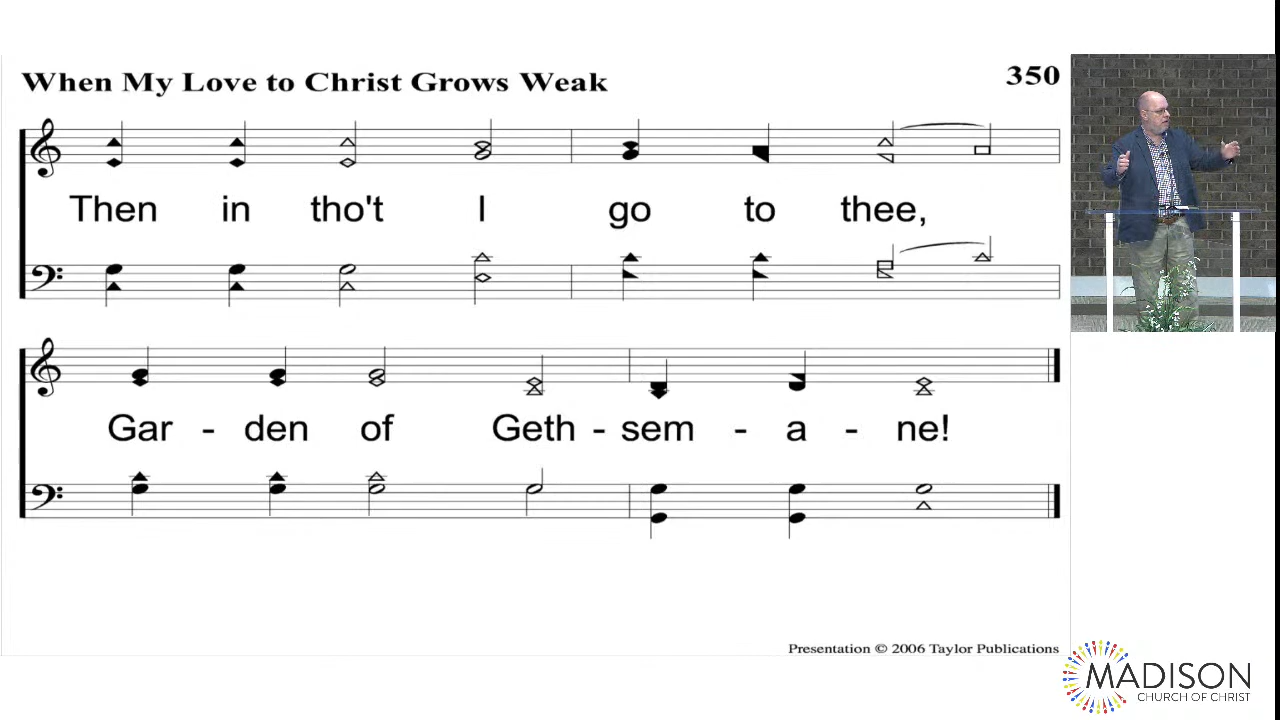 When My Love to Christ Grows Weak
350
Then in tho't I go to thee,
Gar - den of Geth - sem - a - ne!
Presentation © 2006 Taylor Publications
MADISON
CHURCH OF CHRIST